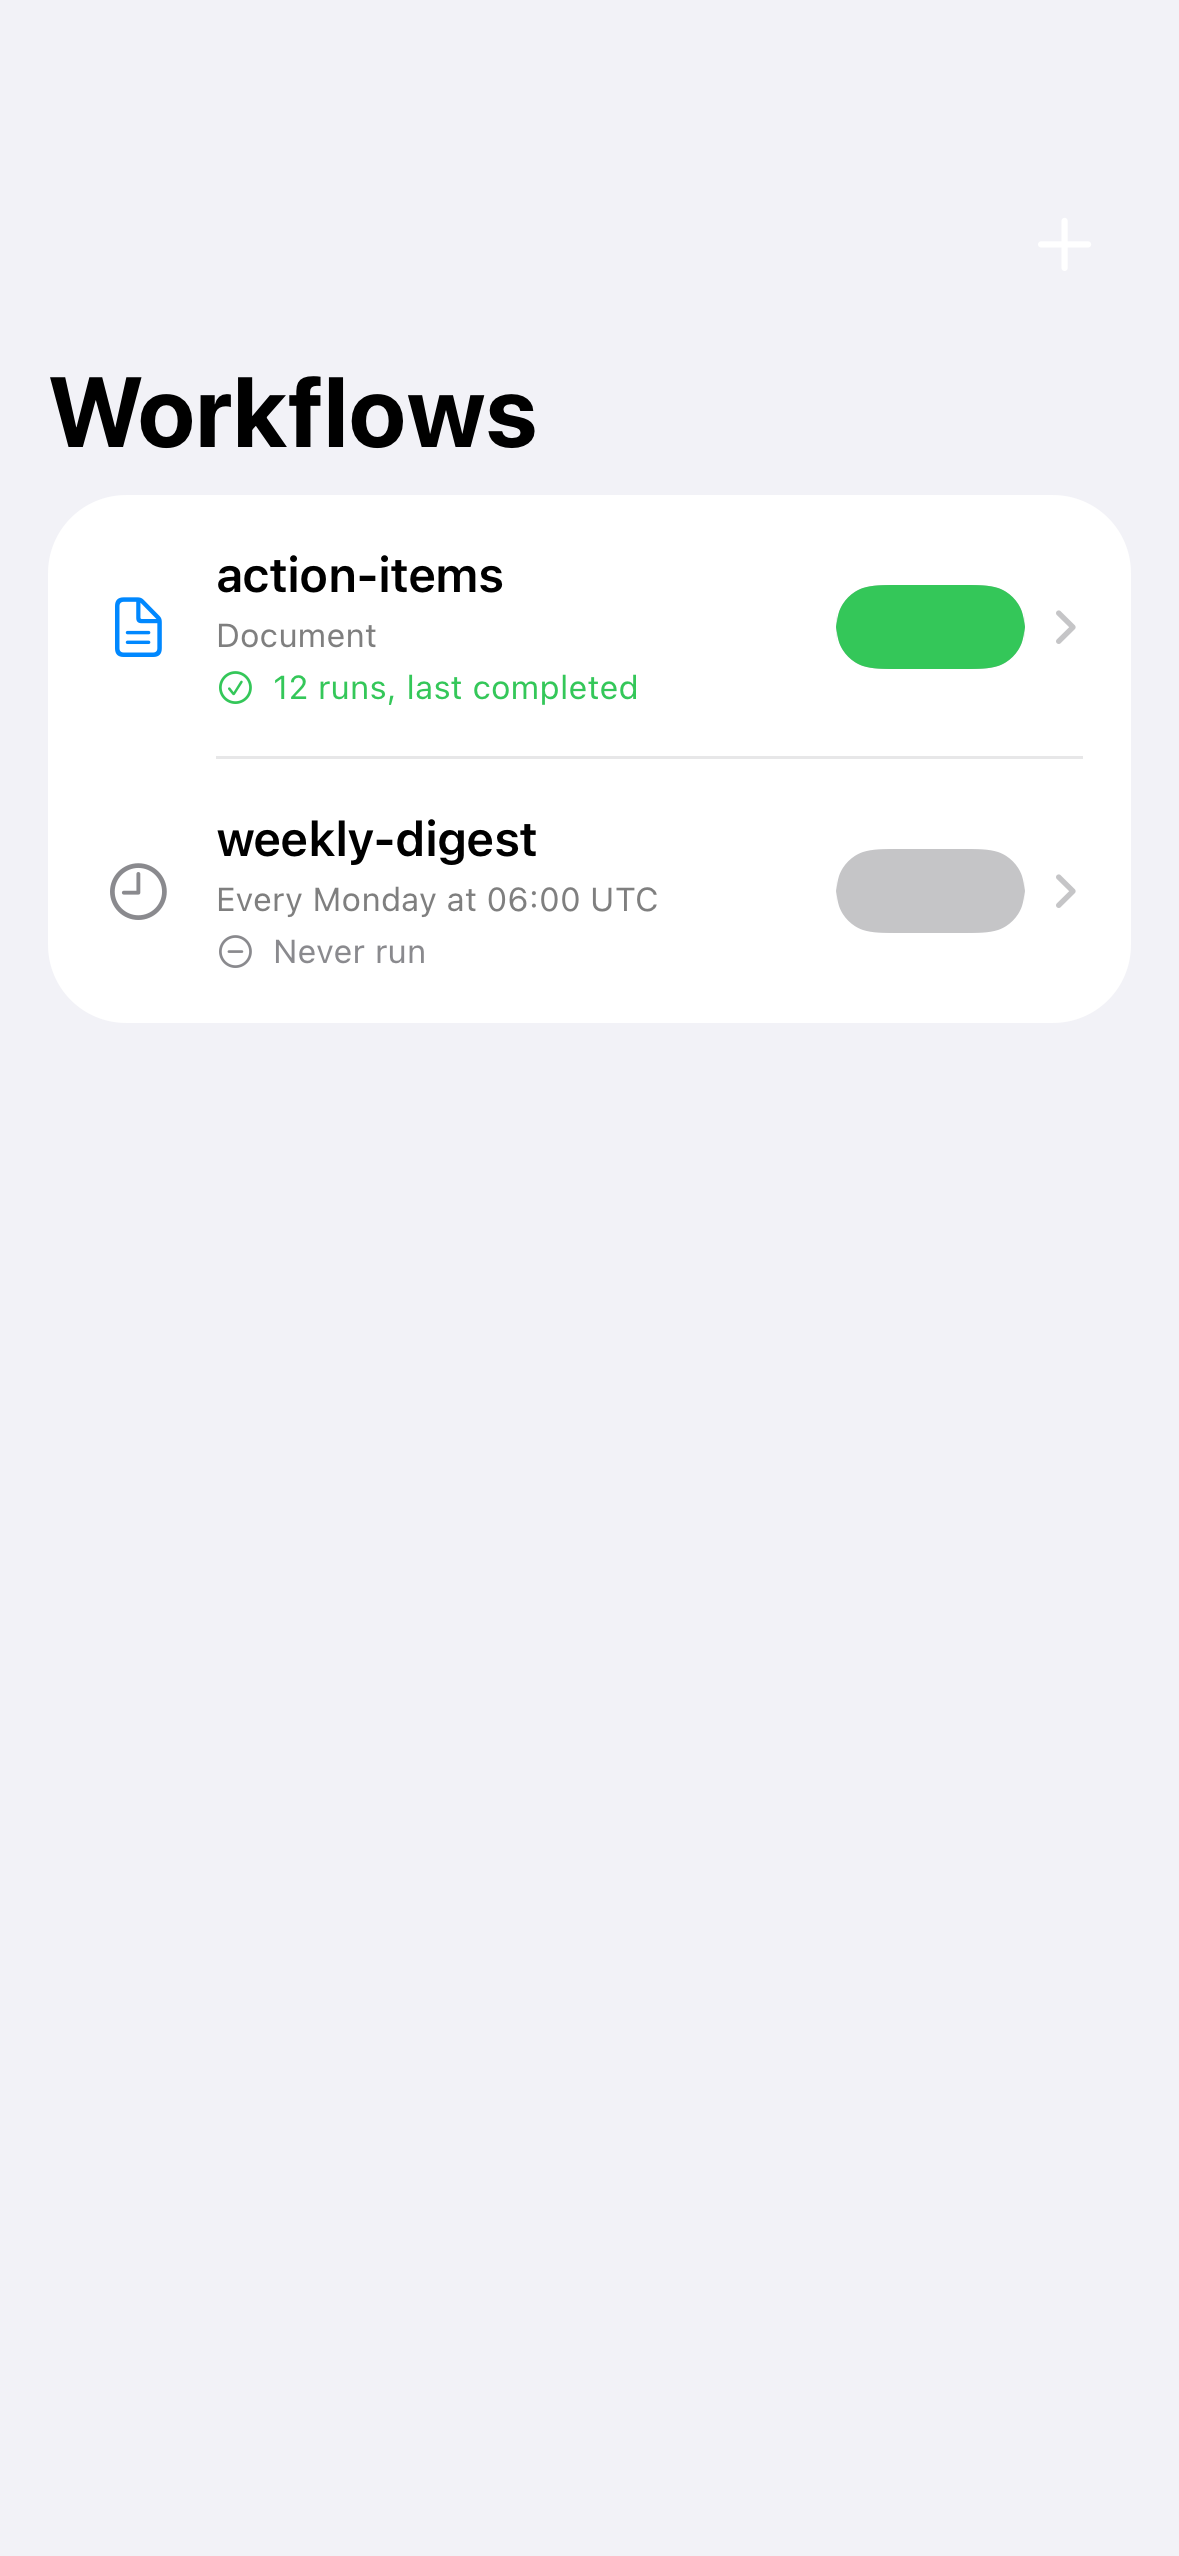 Workflows
action-items
Document
12 runs, last completed
weekly-digest
Every Monday at 06:00 UTC
Never run